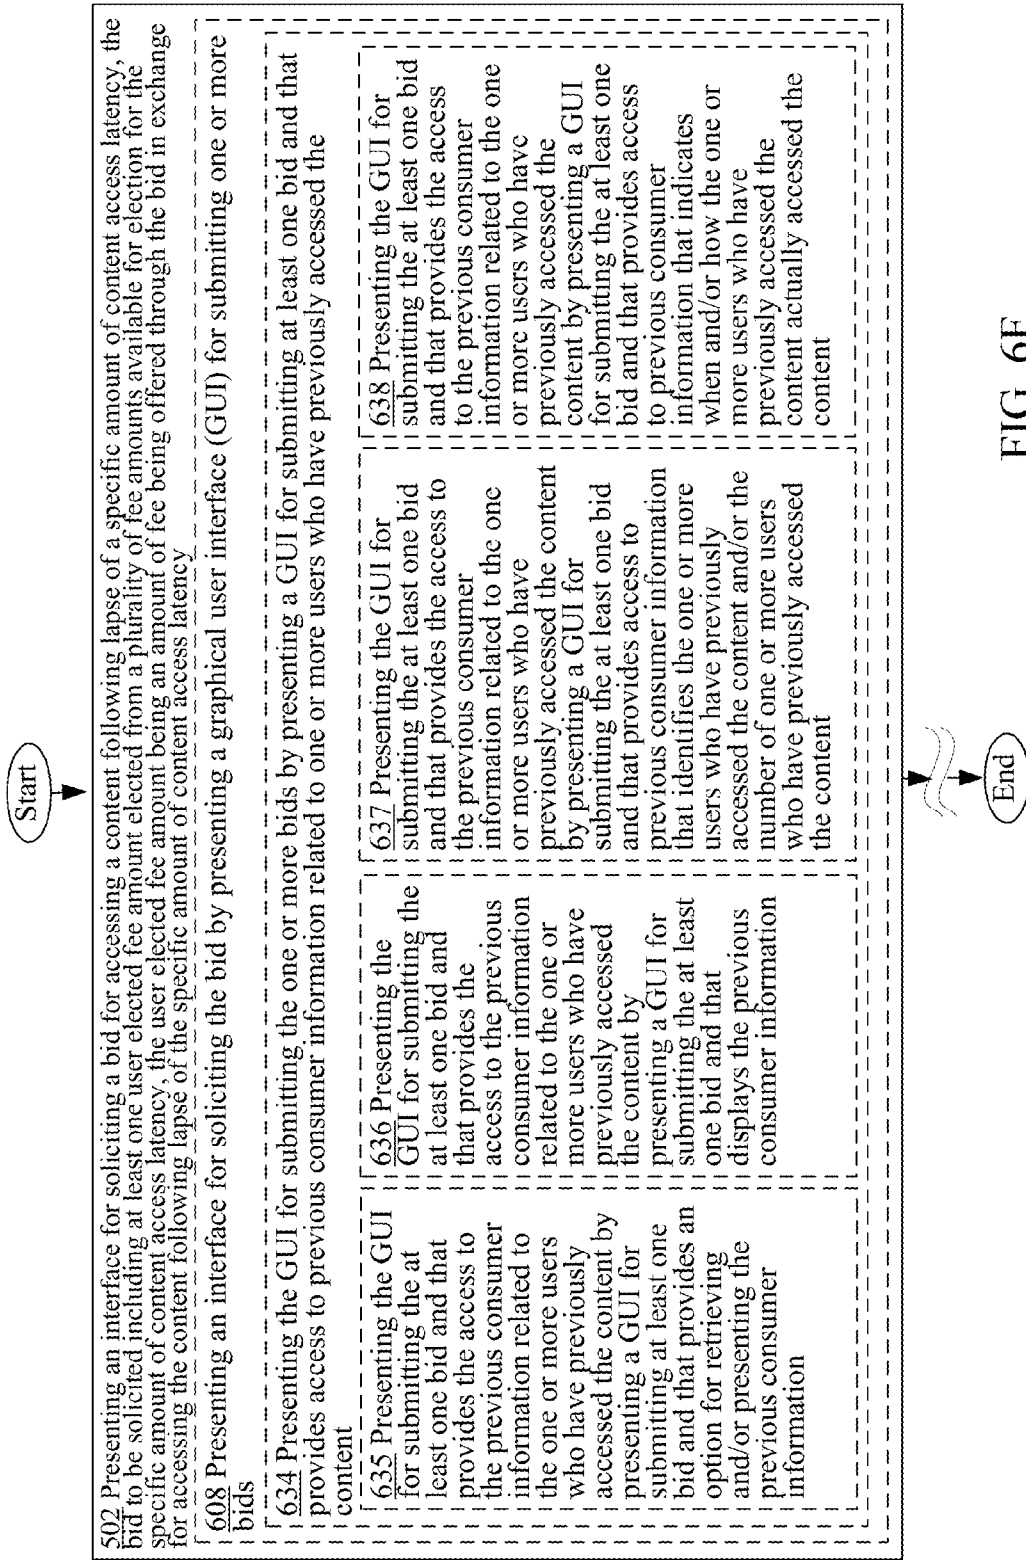 Start
502 Presenting an interface for soliciting a bid for accessing a content following lapse of a specific amount of content access latency, the
bid to be solicited including at least one user elected fee amount elected from a plurality of fee amounts available for election for the
specific amount of content access latency, the user elected fee amount being an amount of fee being offered through the bid in exchange
for accessing the content following lapse of the specific amount of content access latency
608 Presenting an interface for soliciting the bid by presenting a graphical user interface (GUI) for submitting one or more
bids
634 Presenting the GUI for submitting the one or more bids by presenting a GUI for submitting at least one bid and that
provides access to previous consumer information related to one or more users who have previously accessed the
content
635 Presenting the GUI
for submitting the at
least one bid and that
provides the access to
the previous consumer
information related to
the one or more users
who have previously
accessed the content by
presenting a GUI for
submitting at least one
bid and that provides an
option for retrieving
and/or presenting the
previous consumer
information
636 Presenting the
GUI for submitting the
at least one bid and
that provides the
access to the previous
consumer information
related to the one or
more users who have
previously accessed
the content by
presenting a GUI for
submitting the at least
one bid and that
displays the previous
consumer information
637 Presenting the GUI for
submitting the at least one bid
and that provides the access to
the previous consumer
information related to the one
or more users who have
previously accessed the content
by presenting a GUI for
submitting the at least one bid
and that provides access to
previous consumer information
that identifies the one or more
users who have previously
accessed the content and/or the
number of one or more users
who have previously accessed
the content
638 Presenting the GUI for
submitting the at least one bid
and that provides the access
to the previous consumer
information related to the one
or more users who have
previously accessed the
content by presenting a GUI
for submitting the at least one
bid and that provides access
to previous consumer
information that indicates
when and/or how the one or
more users who have
previously accessed the
content actually accessed the
content
End
FIG. 6F